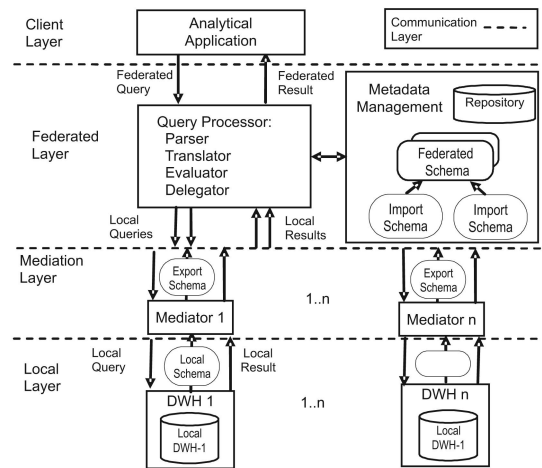 Client
Layer
Analytical
Application
Communication
Layer
Federated
Query
Federated
Result
Federated
Layer
Query Processor:
Parser
Translator
Evaluator
Delegator
Metadata
Management
Repository
Federated
Schema
Import
Schema
Import
Schema
Local
Queries
Local
Results
Mediation
Layer
Export
Schema
Mediator 1
1..n
Export
Schema
Mediator n
Local
Layer
Local
Query
Local
Schema
Local
Result
DWH 1
Local
DWH-1
1..n
DWH n
Local
DWH-1